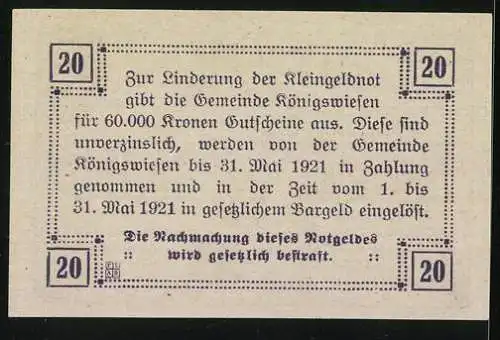 20 20
Zur Linderung der Kleingeldnot
gibt die Gemeinde Königswiesen
für 60.000 Kronen Gutscheine aus. Diese sind
unverzinslich, werden von der Gemeinde
Königswiesen bis 31. Mai 1921 in Zahlung
genommen und in der Zeit vom 1. bis
31. Mai 1921 in gesetzlichem Bargeld eingelöst.
Die Nachmachung dieses Notgeldes
:: wird gesetzlich bestraft. ::
20 20